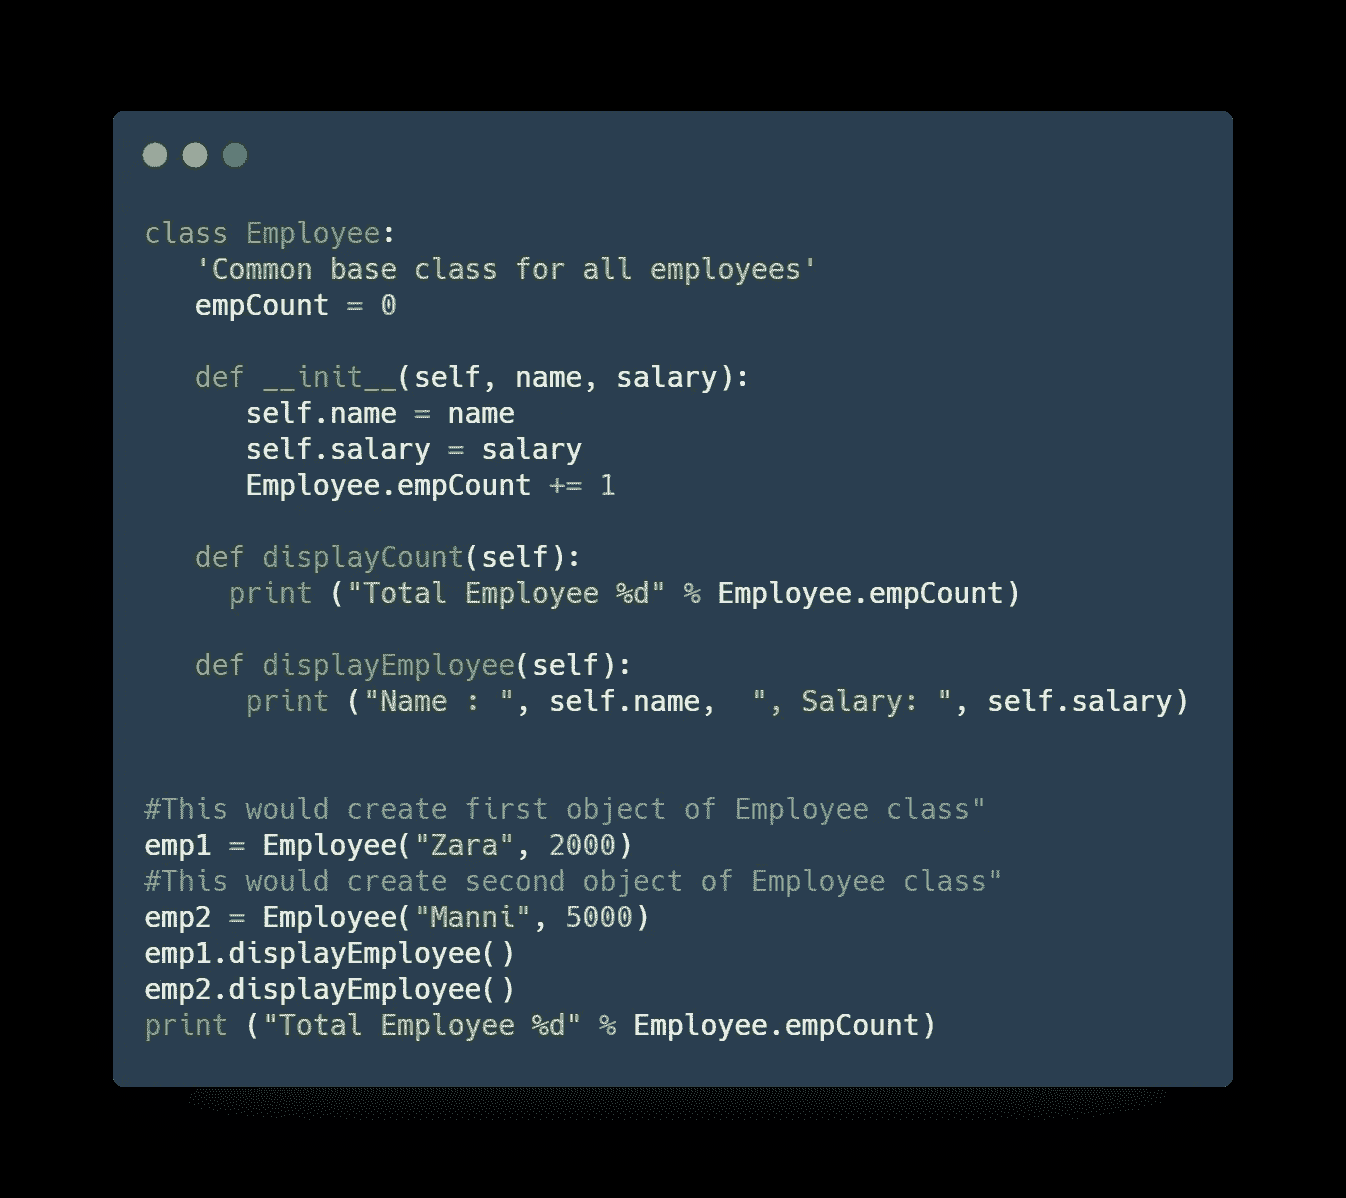 class Employee:
   'Common base class for all employees'
   empCount = 0

   def __init__(self, name, salary):
      self.name = name
      self.salary = salary
      Employee.empCount += 1

   def displayCount(self):
     print ("Total Employee %d" % Employee.empCount)

   def displayEmployee(self):
      print ("Name : ", self.name,  ", Salary: ", self.salary)


#This would create first object of Employee class"
emp1 = Employee("Zara", 2000)
#This would create second object of Employee class"
emp2 = Employee("Manni", 5000)
emp1.displayEmployee()
emp2.displayEmployee()
print ("Total Employee %d" % Employee.empCount)